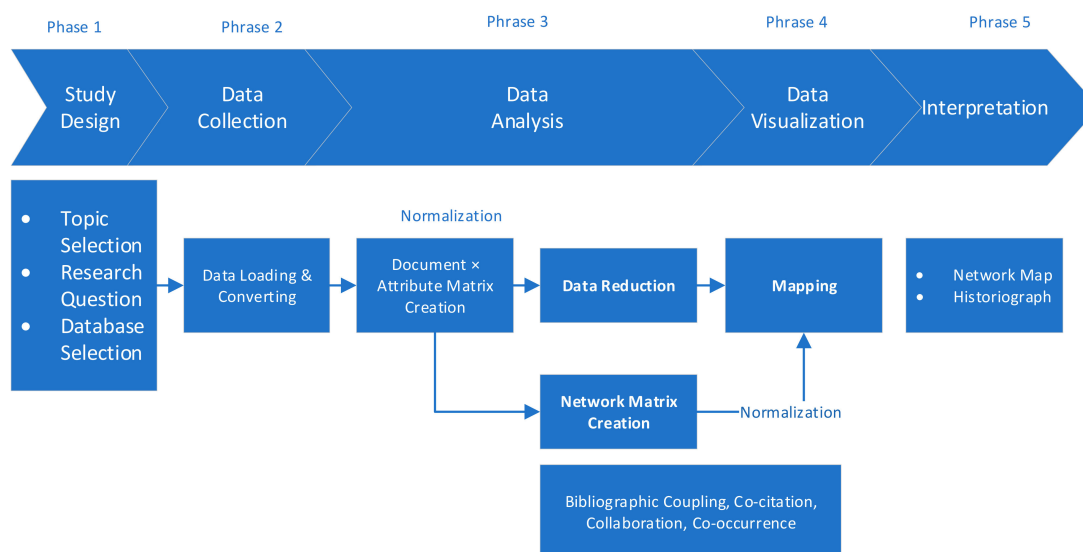 Phase 1
Phrase 2
Phrase 3
Phrase 4
Phrase 5
Study
Design
Data
Collection
Data
Analysis
Data
Visualization
Interpretation
• Topic
Selection
• Research
Question
• Database
Selection
Data Loading &
Converting
Normalization
Document ×
Attribute Matrix
Creation
Data Reduction
Mapping
• Network Map
• Historiograph
Network Matrix
Creation
Normalization
Bibliographic Coupling, Co-citation,
Collaboration, Co-occurrence